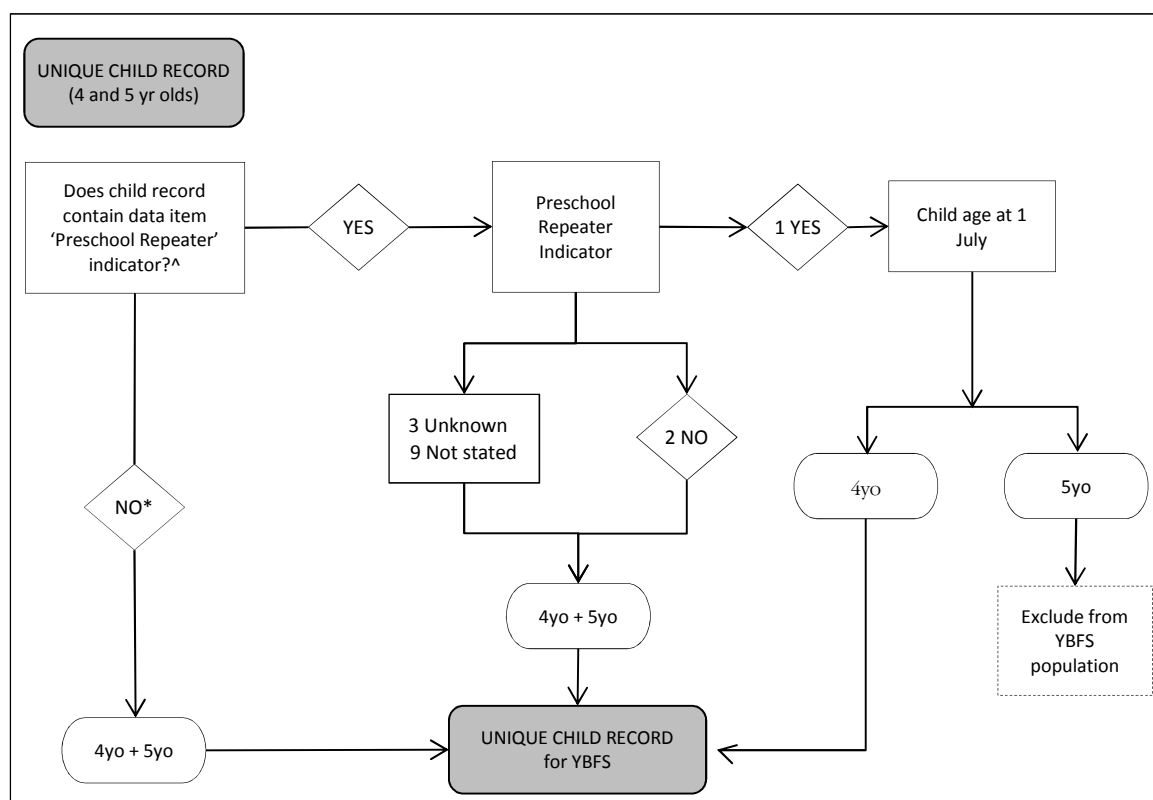 UNIQUE CHILD RECORD
(4 and 5 yr olds)
Does child record
contain data item
‘Preschool Repeater’
indicator?^
YES
Preschool
Repeater
Indicator
1 YES
Child age at 1
July
3 Unknown
9 Not stated
2 NO
4yo
5yo
NO*
4yo + 5yo
Exclude from
YBFS
population
4yo + 5yo
UNIQUE CHILD RECORD
for YBFS